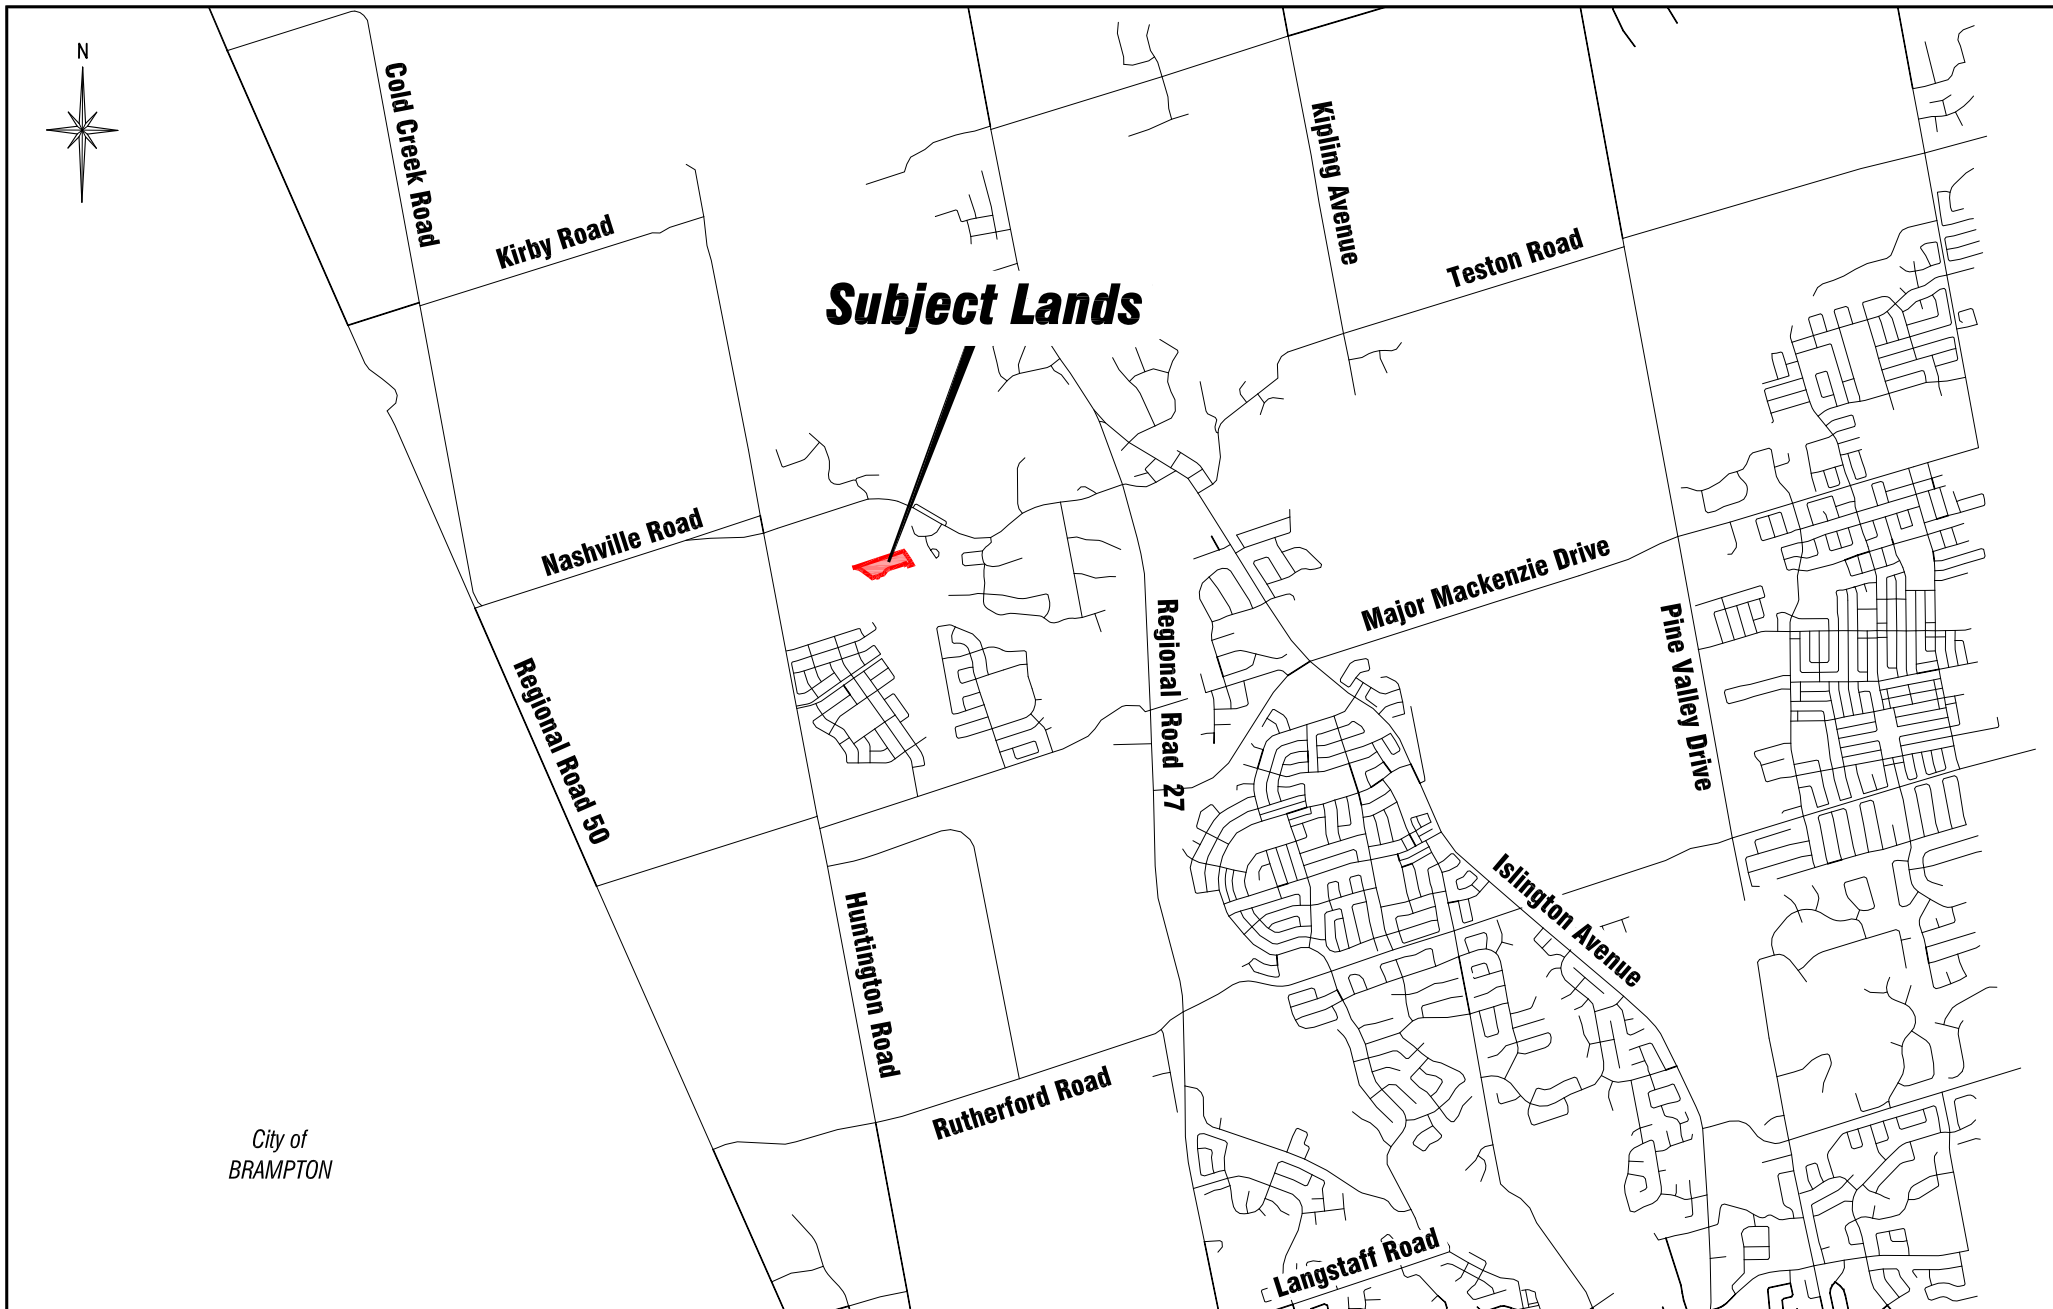 N
Cold Creek Road
Kipling Avenue
Kirby Road
Teston Road
Subject Lands
Nashville Road
Major Mackenzie Drive
Regional Road 27
Pine Valley Drive
Regional Road 50
Islington Avenue
Huntington Road
Rutherford Road
City of
BRAMPTON
Langstaff Road